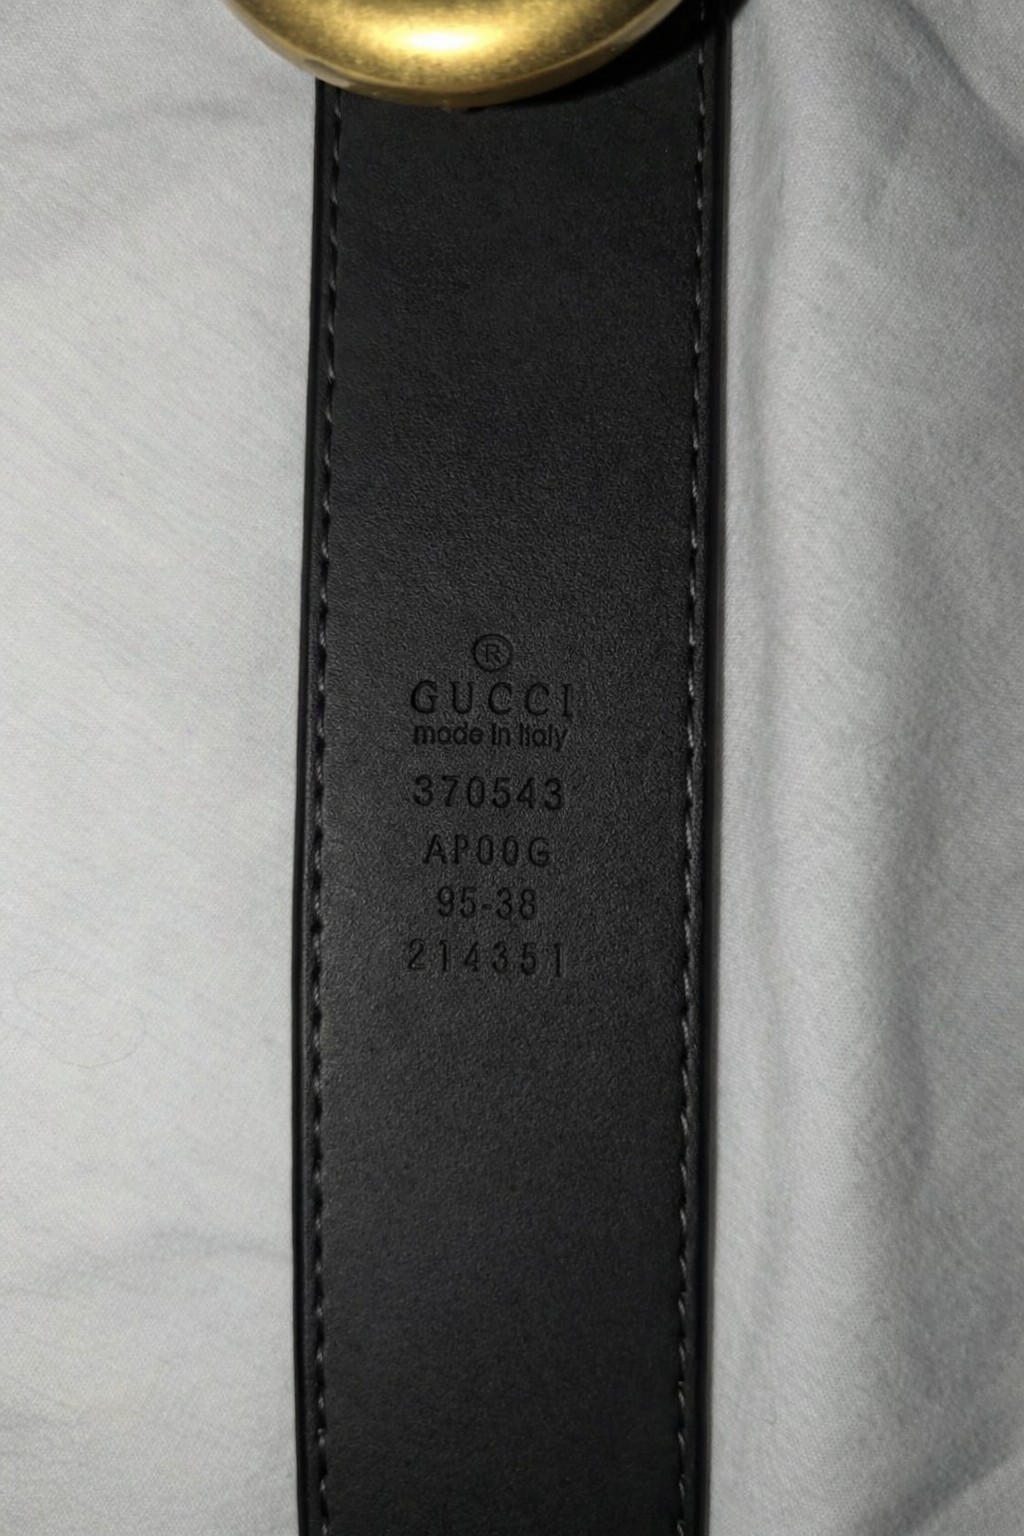 ®
GUCCI
made in italy
370543
AP00G
95-38
214351